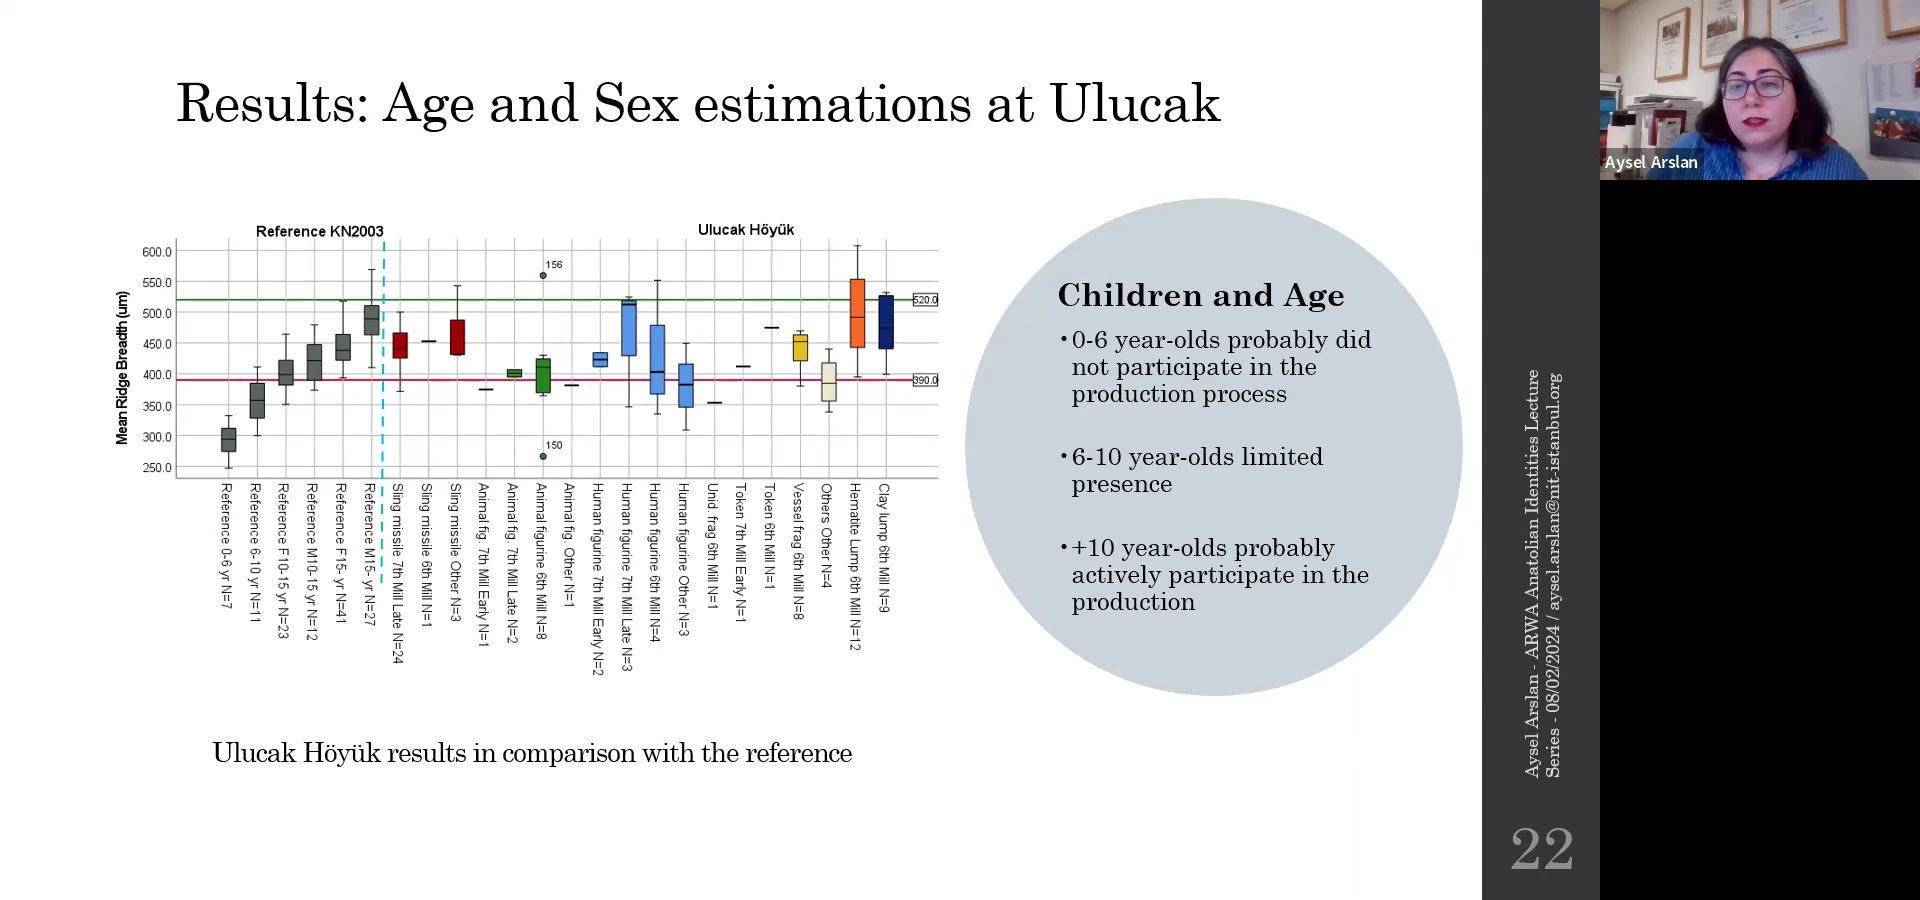 Results: Age and Sex estimations at Ulucak
Aysel Arslan
Reference KN2003
Ulucak Höyük
Mean Ridge Breadth (um)
600.0
550.0
500.0
450.0
400.0
350.0
300.0
250.0
520.0
390.0
156
150
Reference 0-6 yr N=7
Reference 6-10 yr N=11
Reference F10-15 yr N=23
Reference M10-15 yr N=12
Reference F15- yr N=41
Reference M15- yr N=27
Sling missile 7th Mill Late N=24
Sling missile 6th Mill N=1
Sling missile Other N=3
Animal fig. 7th Mill Early N=1
Animal fig. 7th Mill Late N=2
Animal figurine 6th Mill N=8
Animal fig. Other N=1
Human figurine 7th Mill Early N=2
Human figurine 7th Mill Late N=3
Human figurine 6th Mill N=4
Human figurine Other N=3
Unid. frag 6th Mill N=1
Token 7th Mill Early N=1
Token 6th Mill N=1
Vessel frag 6th Mill N=8
Others Other N=4
Hematite Lump 6th Mill N=12
Clay lump 6th Mill N=9
Ulucak Höyük results in comparison with the reference
Children and Age
•0-6 year-olds probably did
not participate in the
production process
•6-10 year-olds limited
presence
•+10 year-olds probably
actively participate in the
production
Aysel Arslan - ARWA Anatolian Identities Lecture
Series - 08/02/2024 / aysel.arslan@nit-istanbul.org
22